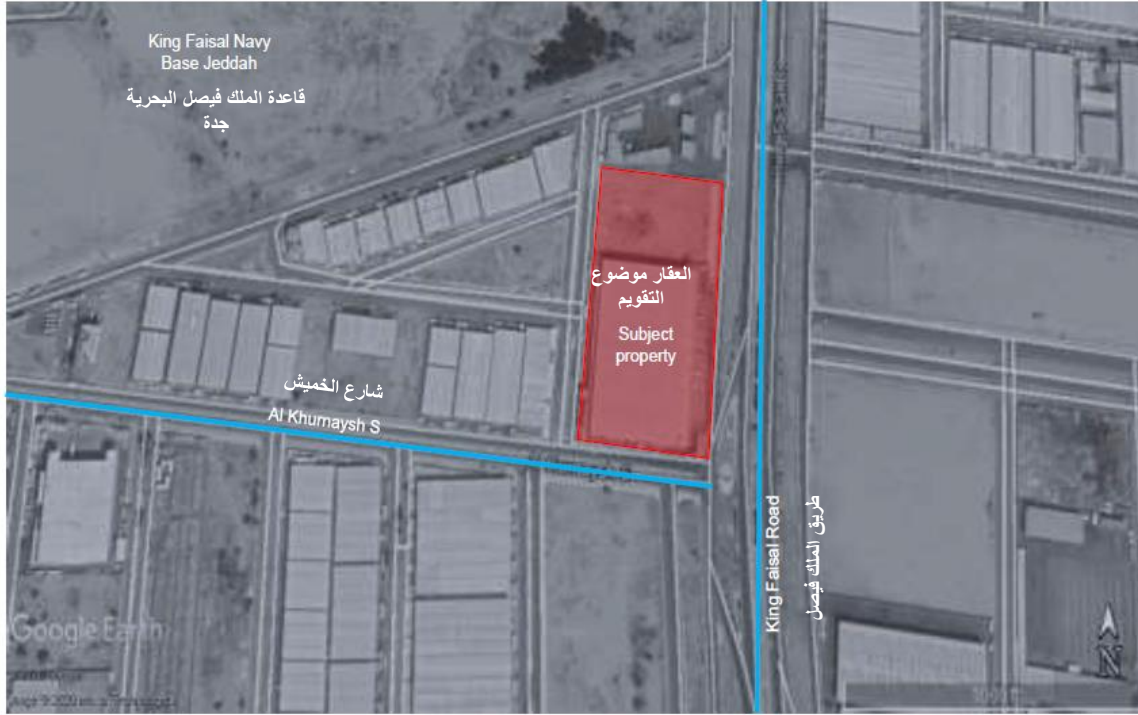 King Faisal Navy
Base Jeddah
قاعدة الملك فيصل البحرية
جدة
العقار موضوع
التقويم
Subject
property
شارع الخميش
Al Khumaysh S
King Faisal Road
طريق الملك فيصل
Google Earth
N